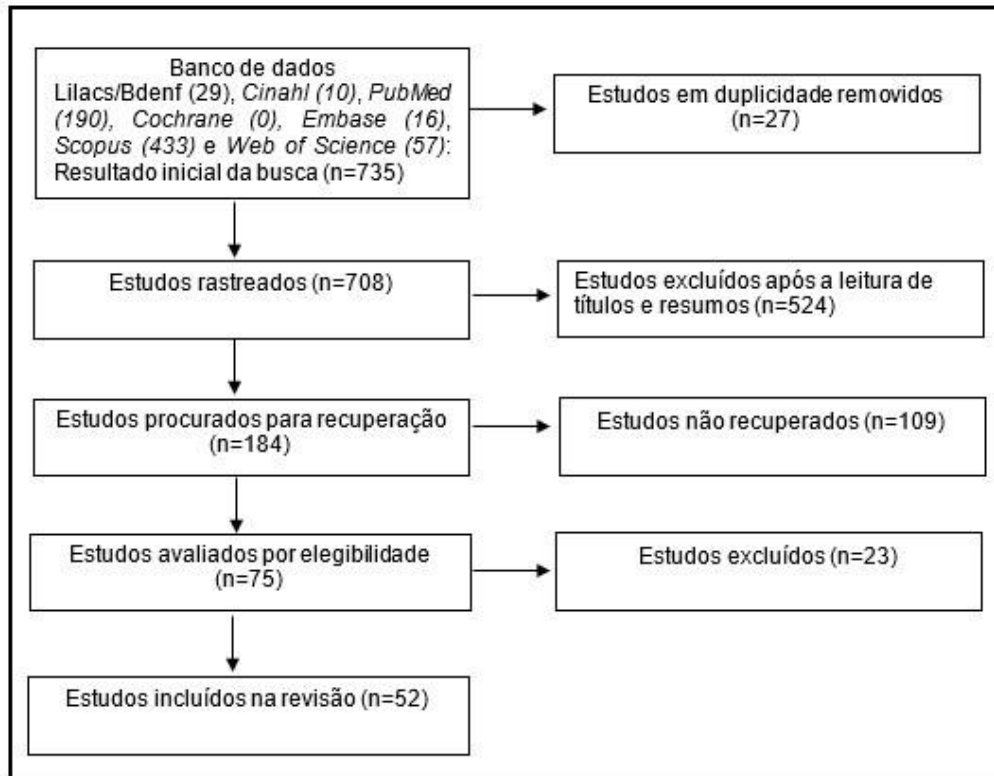 Banco de dados
Lilacs/Bdenf (29), Cinahl (10), PubMed
(190), Cochrane (0), Embase (16),
Scopus (433) e Web of Science (57):
Resultado inicial da busca (n=735)
Estudos em duplicidade removidos
(n=27)
Estudos rastreados (n=708)
Estudos excluídos após a leitura de
títulos e resumos (n=524)
Estudos procurados para recuperação
(n=184)
Estudos não recuperados (n=109)
Estudos avaliados por elegibilidade
(n=75)
Estudos excluídos (n=23)
Estudos incluídos na revisão (n=52)